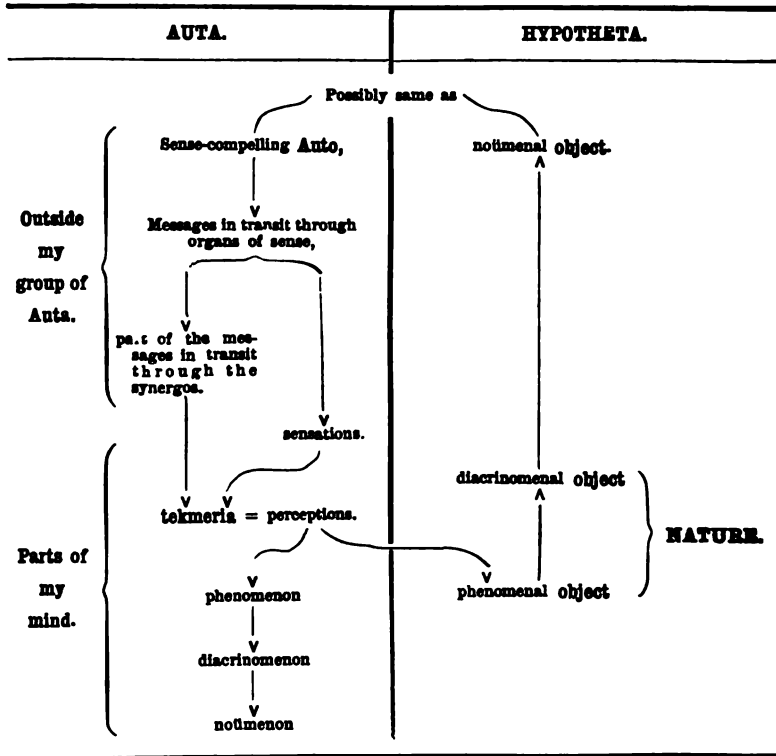 AUTA.
HYPOTHETA.
Possibly same as
Sense-compelling Auto,
noümenal object.
Messages in transit through
organs of sense,
Outside
my
group of
Auta.
pa.t of the mes-
sages in transit
through the
synergos.
sensations.
diacrinomenal object
tekmeria = perceptions.
NATURE.
Parts of
my
mind.
phenomenon
phenomenal object
diacrinomenon
noümenon